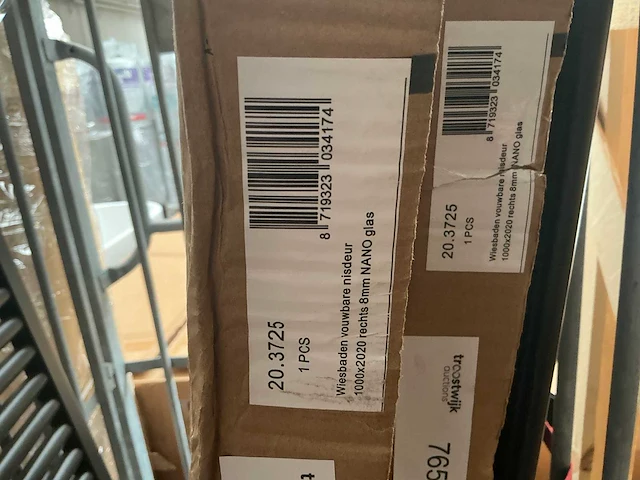 20.3725
1 PCS
Wiesbaden vouwbare nisdeur
1000x2020 rechts 8mm NANO glas
8 719323 034174
20.3725
1 PCS
Wiesbaden vouwbare nisdeur
1000x2020 rechts 8mm NANO glas
8 719323 034174
troostwijk
auctions
765